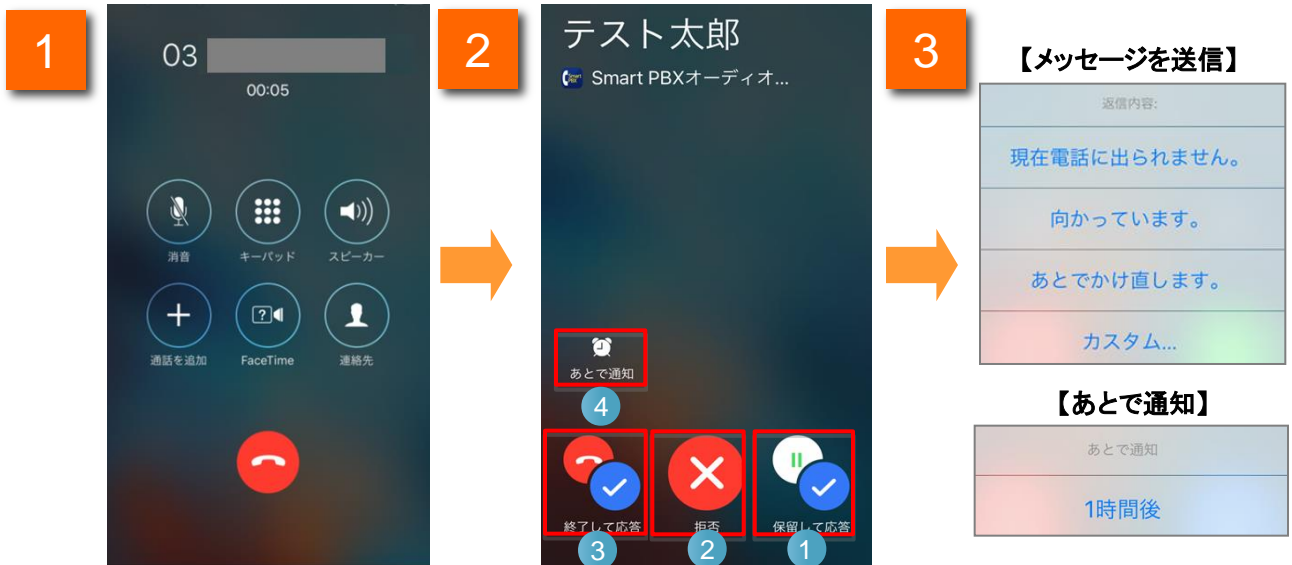 1
03
00:05
消音
キーパッド
スピーカー
通話を追加
FaceTime
連絡先
2
テスト太郎
Smart PBXオーディオ...
あとで通知
4
終了して応答
拒否
保留して応答
3
2
1
3
【メッセージを送信】
返信内容:
現在電話に出られません。
向かっています。
あとでかけ直します。
カスタム...
【あとで通知】
あとで通知
1時間後